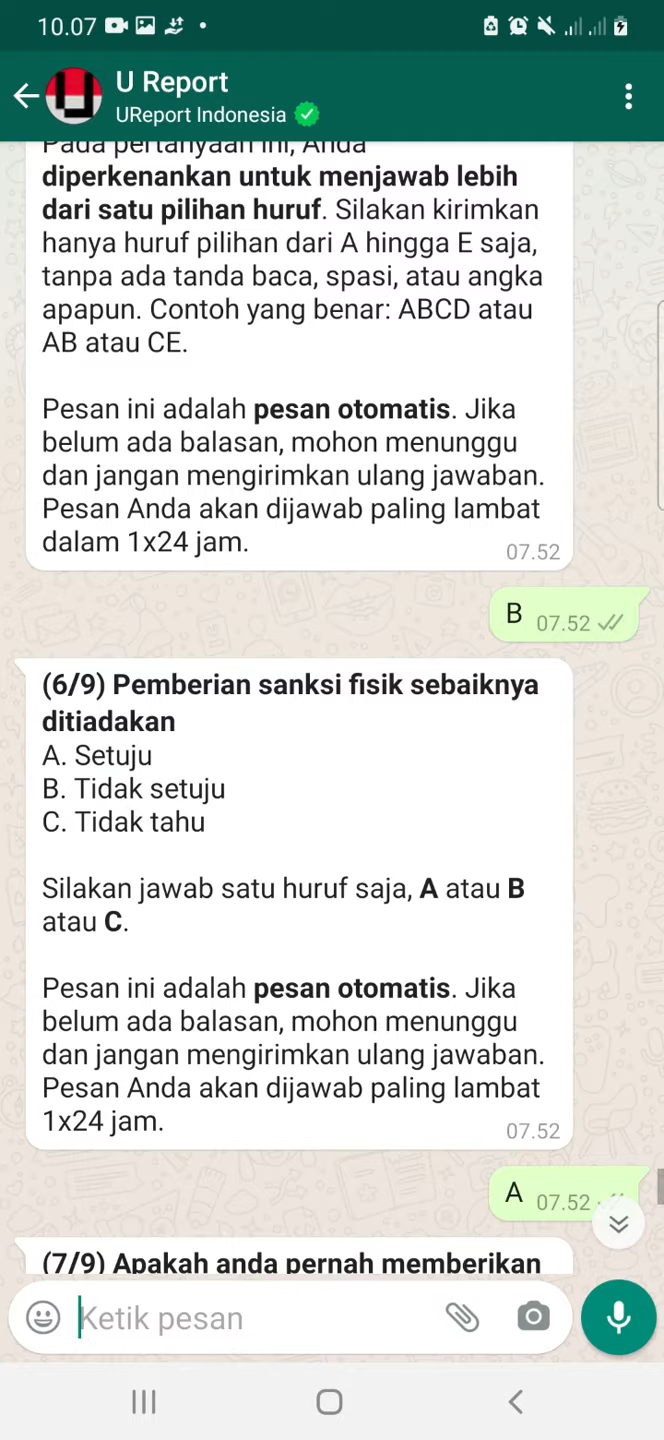 10.07
U Report
UReport Indonesia
Pada pertanyaan ini, Anda
diperkenankan untuk menjawab lebih
dari satu pilihan huruf. Silakan kirimkan
hanya huruf pilihan dari A hingga E saja,
tanpa ada tanda baca, spasi, atau angka
apapun. Contoh yang benar: ABCD atau
AB atau CE.
Pesan ini adalah pesan otomatis. Jika
belum ada balasan, mohon menunggu
dan jangan mengirimkan ulang jawaban.
Pesan Anda akan dijawab paling lambat
dalam 1x24 jam.
07.52
B 07.52
(6/9) Pemberian sanksi fisik sebaiknya
ditiadakan
A. Setuju
B. Tidak setuju
C. Tidak tahu
Silakan jawab satu huruf saja, A atau B
atau C.
Pesan ini adalah pesan otomatis. Jika
belum ada balasan, mohon menunggu
dan jangan mengirimkan ulang jawaban.
Pesan Anda akan dijawab paling lambat
1x24 jam.
07.52
A 07.52
(7/9) Apakah anda pernah memberikan
Ketik pesan